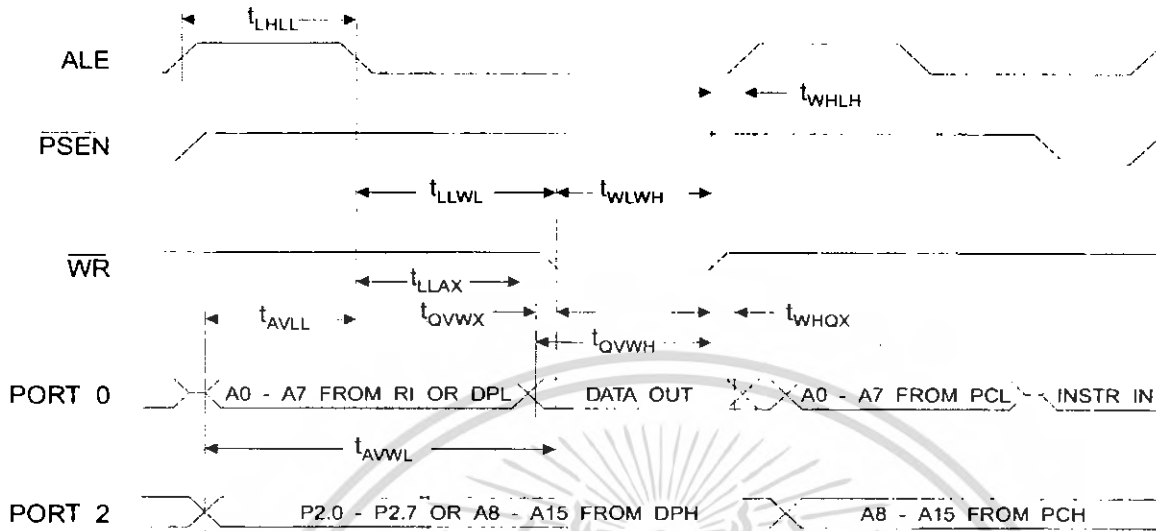 tLHLL
ALE
tWHLH
PSEN
tLLWL
tWLWH
WR
tLLAX
tAVLL
tQVWX
tWHQX
tQVWH
PORT 0
A0 - A7 FROM RI OR DPL
DATA OUT
A0 - A7 FROM PCL
INSTR IN
tAVWL
PORT 2
P2.0 - P2.7 OR A8 - A15 FROM DPH
A8 - A15 FROM PCH